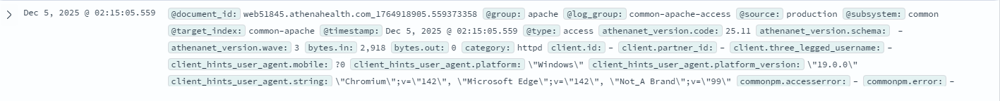 Dec 5, 2025 @ 02:15:05.559 @document_id: web51845.athenahealth.com_1764918905.559373358 @group: apache @log_group: common-apache-access @source: production @subsystem: common
@target_index: common-apache @timestamp: Dec 5, 2025 @ 02:15:05.559 @type: access athenanet_version.code: 25.11 athenanet_version.schema: -
athenanet_version.wave: 3 bytes.in: 2,918 bytes.out: 0 category: httpd client.id: - client.partner_id: - client.three_legged_username: -
client_hints_user_agent.mobile: ?0 client_hints_user_agent.platform: \"Windows\" client_hints_user_agent.platform_version: \"19.0.0\"
client_hints_user_agent.string: \"Chromium\";v=\"142\", \"Microsoft Edge\";v=\"142\", \"Not_A Brand\";v=\"99\" commonpm.accesserror: - commonpm.error: -